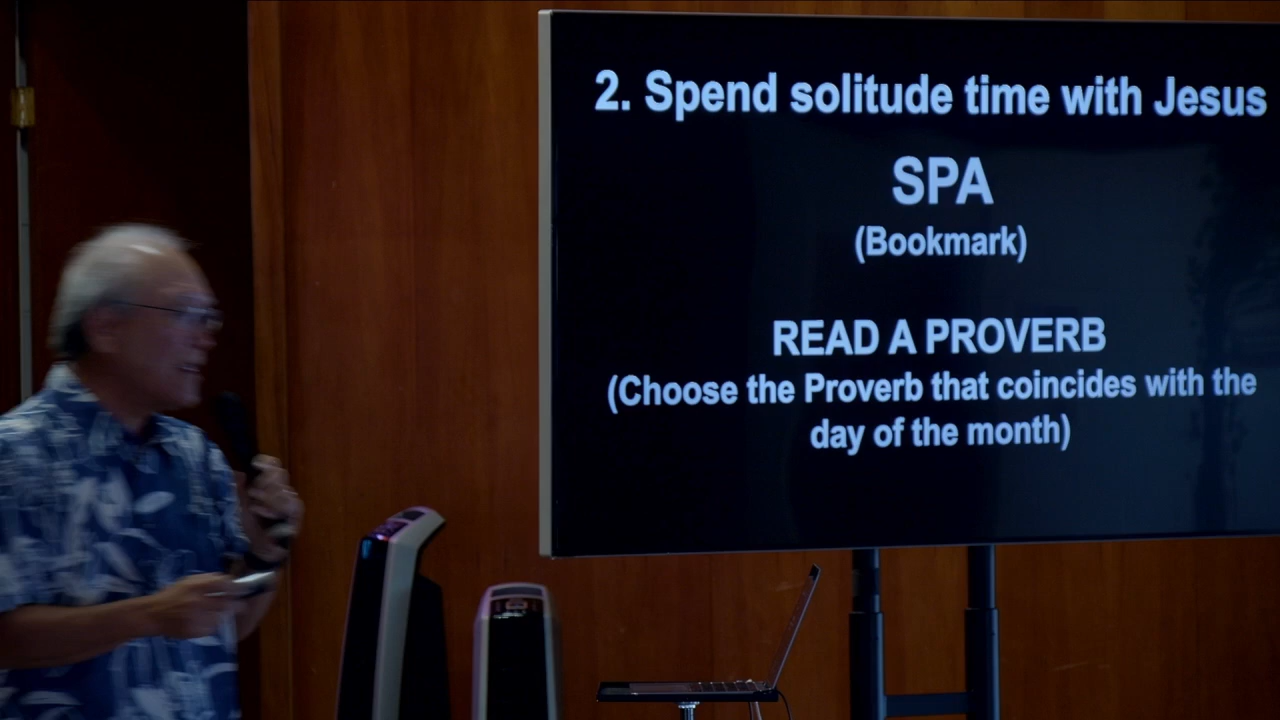 2. Spend solitude time with Jesus
SPA
(Bookmark)
READ A PROVERB
(Choose the Proverb that coincides with the
day of the month)